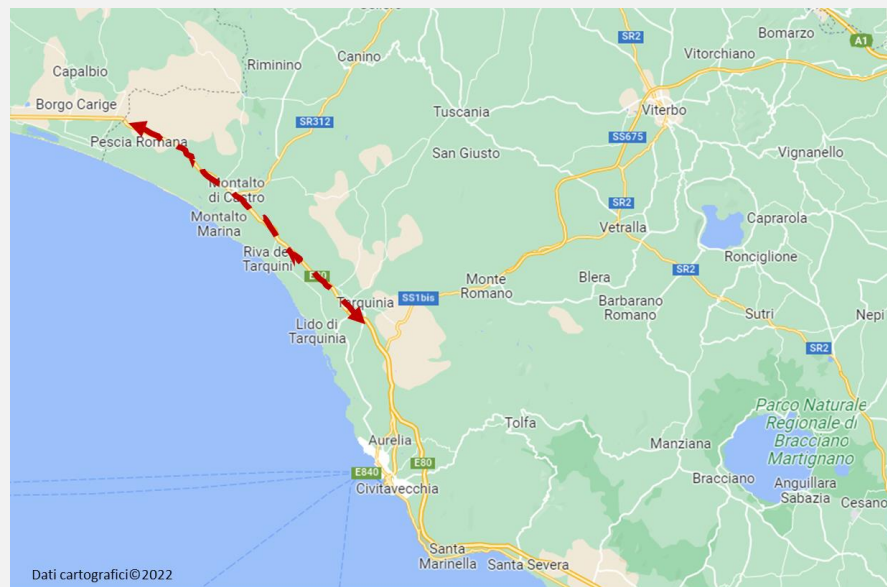 Bomarzo
SR2
A1
Vitorchiano
Riminino
Canino
Capalbio
Borgo Carige
Tuscania
Viterbo
SR312
SS675
Pescia Romana
San Giusto
Vignanello
Montalto
di Castro
SR2
Montalto
Marina
Vetralla
Caprarola
Riva dei
Tarquini
Ronciglione
SR2
Monte
Romano
Blera
SS1bis
Tarquinia
Barbarano
Romano
Sutri
Nepi
Lido di
Tarquinia
SR2
Parco Naturale
Regionale di
Bracciano
Martignano
Tolfa
Aurelia
Manziana
E840
E80
Bracciano
Civitavecchia
Anguillara
Sabazia
Cesano
Santa
Marinella
Santa Severa
Dati cartografici©2022